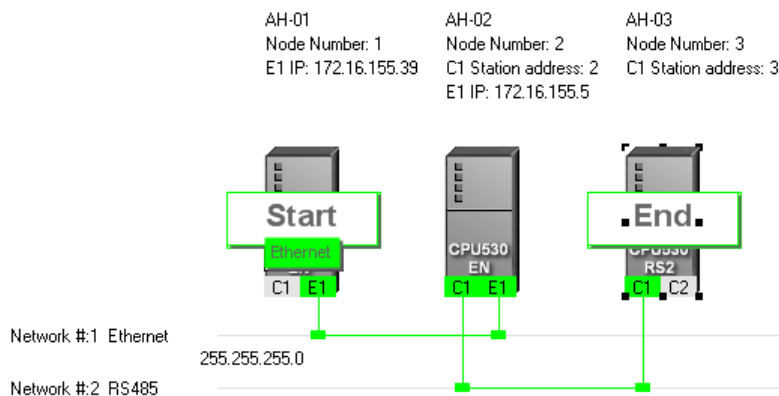 AH-01
Node Number: 1
E1 IP: 172.16.155.39
AH-02
Node Number: 2
C1 Station address: 2
E1 IP: 172.16.155.5
AH-03
Node Number: 3
C1 Station address: 3
Start
Ethernet
C1 E1
CPU530
EN
C1 E1
End
CPU530
RS2
C1 C2
Network #:1 Ethernet
255.255.255.0
Network #:2 RS485